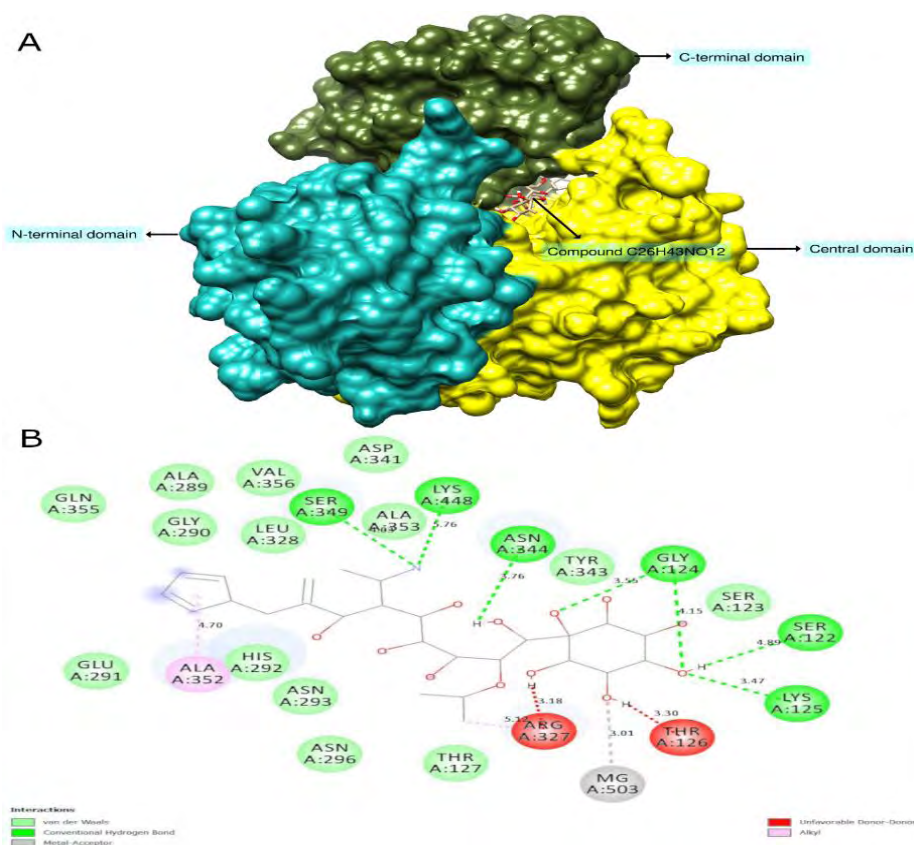 A
C-terminal domain
N-terminal domain
Compound C26H43NO12
Central domain
B
ASP
A:341
ALA
A:289
VAL
A:356
LYS
A:448
GLN
A:355
SER
A:349
ALA
A:353
GLY
A:290
LEU
A:328
ASN
A:344
TYR
A:343
GLY
A:124
SER
A:123
3.76
3.55
4.15
N
H
O
SER
A:122
4.89
3.47
4.70
GLU
A:291
ALA
A:352
HIS
A:292
LYS
A:125
ASN
A:293
3.18
5.12
ARG
A:327
3.01
3.30
THR
A:126
ASN
A:296
THR
A:127
MG
A:503
Interactions
van der Waals
Conventional Hydrogen Bond
Metal-Acceptor
Unfavorable Donor-Donor
Alkyl